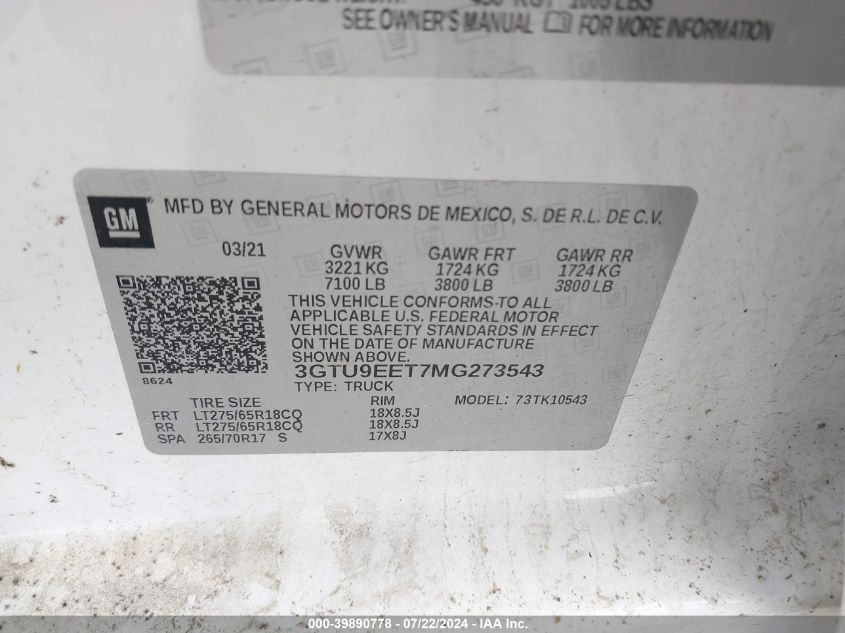 1005 LBS
SEE OWNER'S MANUAL FOR MORE INFORMATION
GM
MFD BY GENERAL MOTORS DE MEXICO, S. DE R.L. DE C.V.
03/21 GVWR GAWR FRT GAWR RR
3221 KG 1724 KG 1724 KG
7100 LB 3800 LB 3800 LB
THIS VEHICLE CONFORMS TO ALL
APPLICABLE U.S. FEDERAL MOTOR
VEHICLE SAFETY STANDARDS IN EFFECT
ON THE DATE OF MANUFACTURE
SHOWN ABOVE.
8624 3GTU9EET7MG273543
TYPE: TRUCK
TIRE SIZE RIM MODEL: 73TK10543
FRT LT275/65R18CQ 18X8.5J
RR LT275/65R18CQ 18X8.5J
SPA 265/70R17 S 17X8J
000-39890778 - 07/22/2024 - IAA Inc.